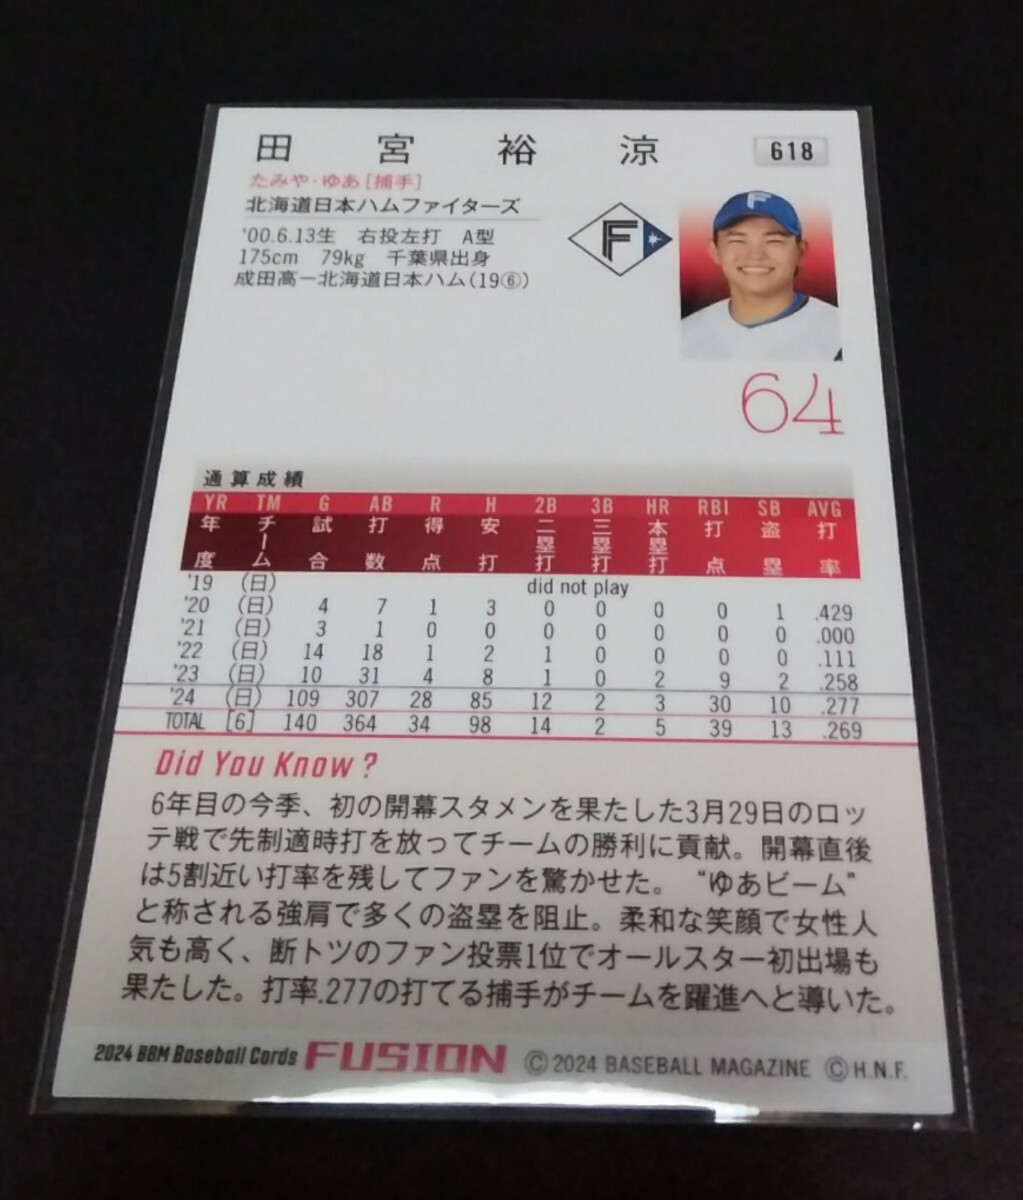 田宮裕涼 618
たみや・ゆあ [捕手]
北海道日本ハムファイターズ
'00.6.13生 右投左打 A型
175cm 79kg 千葉県出身
成田高－北海道日本ハム(19⑥)
F
F
64
通算成績
YR TM G AB R H 2B 3B HR RBI SB AVG
年度 チーム 試合 打数 得点 安打 二塁打 三塁打 本塁打 打点 盗塁 打率
'19 (日) did not play
'20 (日) 4 7 1 3 0 0 0 0 1 .429
'21 (日) 3 1 0 0 0 0 0 0 0 .000
'22 (日) 14 18 1 2 1 0 0 0 0 .111
'23 (日) 10 31 4 8 1 0 2 9 2 .258
'24 (日) 109 307 28 85 12 2 3 30 10 .277
TOTAL [6] 140 364 34 98 14 2 5 39 13 .269
Did You Know?
6年目の今季、初の開幕スタメンを果たした3月29日のロッ
テ戦で先制適時打を放ってチームの勝利に貢献。開幕直後
は5割近い打率を残してファンを驚かせた。“ゆあビーム”
と称される強肩で多くの盗塁を阻止。柔和な笑顔で女性人
気も高く、断トツのファン投票1位でオールスター初出場も
果たした。打率.277の打てる捕手がチームを躍進へと導いた。
2024 BBM Baseball Cards FUSION © 2024 BASEBALL MAGAZINE © H.N.F.